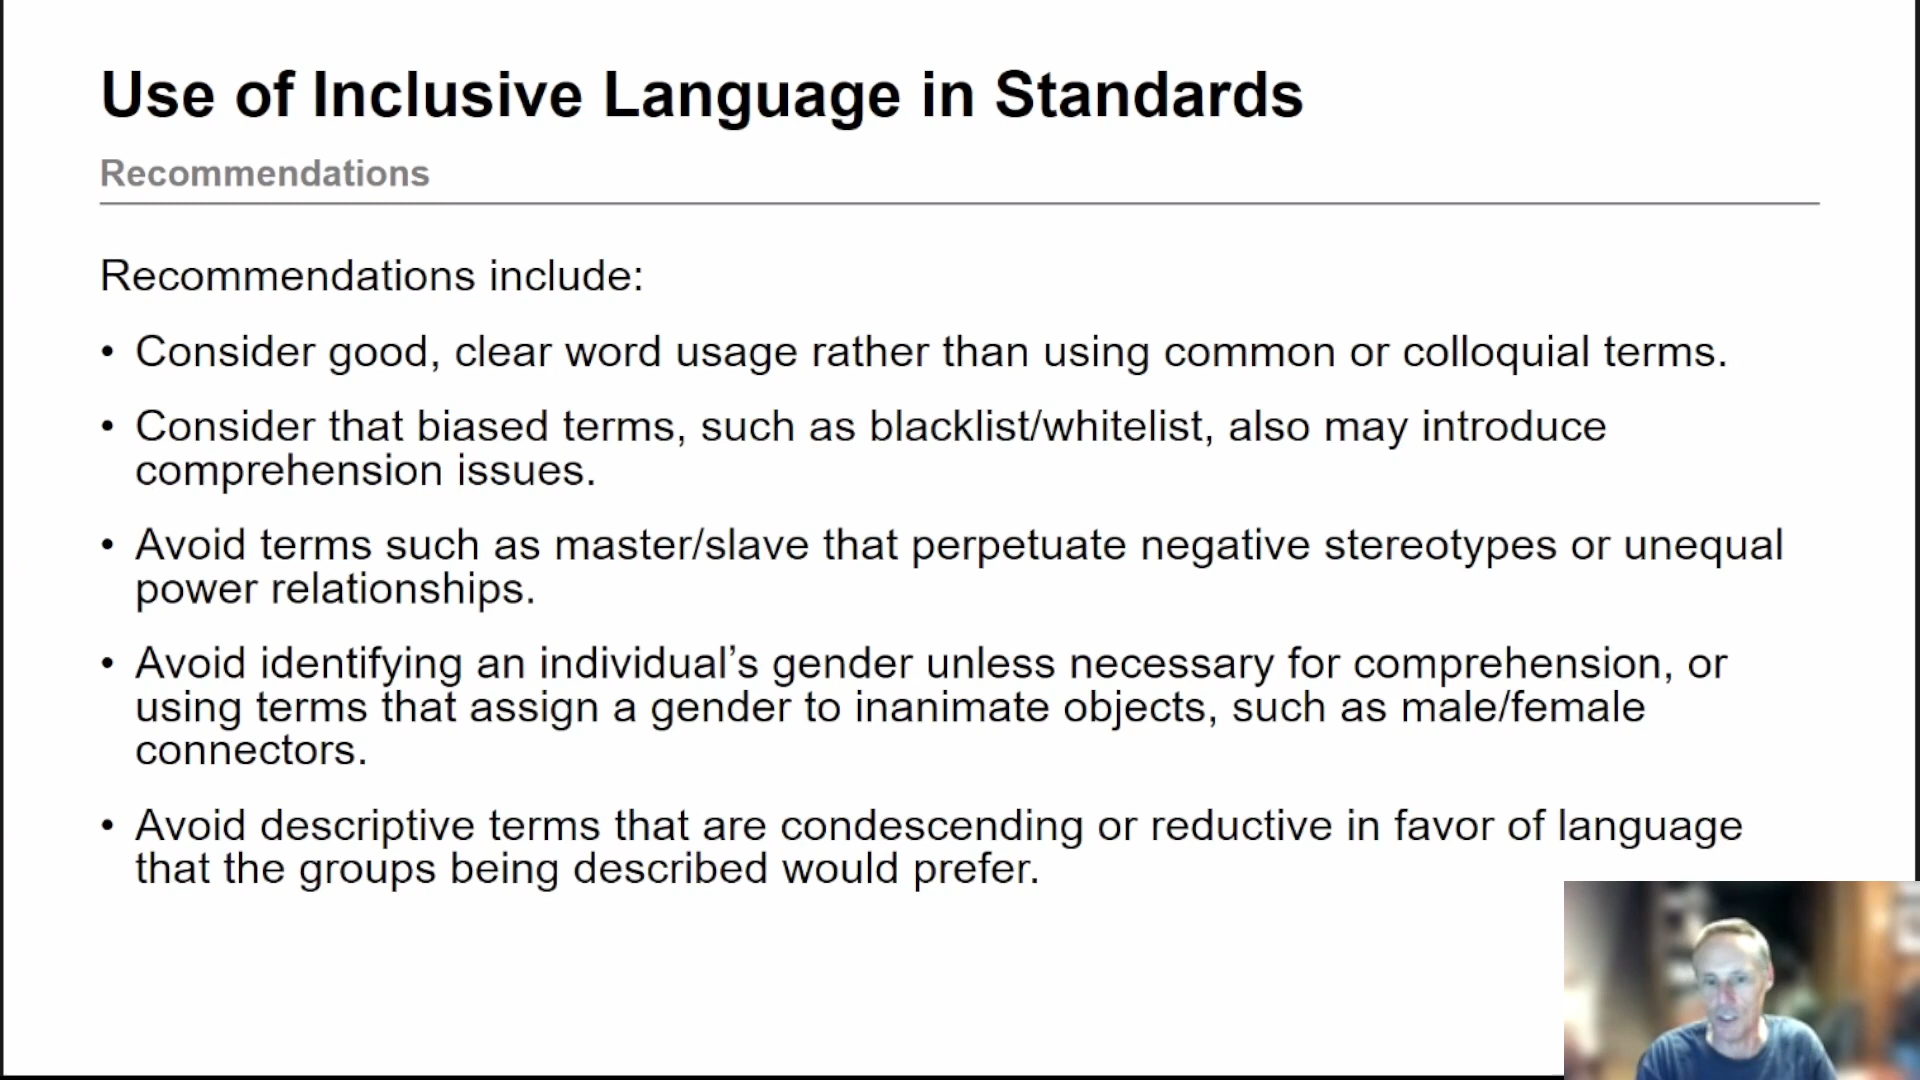 Use of Inclusive Language in Standards
Recommendations
Recommendations include:
• Consider good, clear word usage rather than using common or colloquial terms.
• Consider that biased terms, such as blacklist/whitelist, also may introduce
comprehension issues.
• Avoid terms such as master/slave that perpetuate negative stereotypes or unequal
power relationships.
• Avoid identifying an individual’s gender unless necessary for comprehension, or
using terms that assign a gender to inanimate objects, such as male/female
connectors.
• Avoid descriptive terms that are condescending or reductive in favor of language
that the groups being described would prefer.